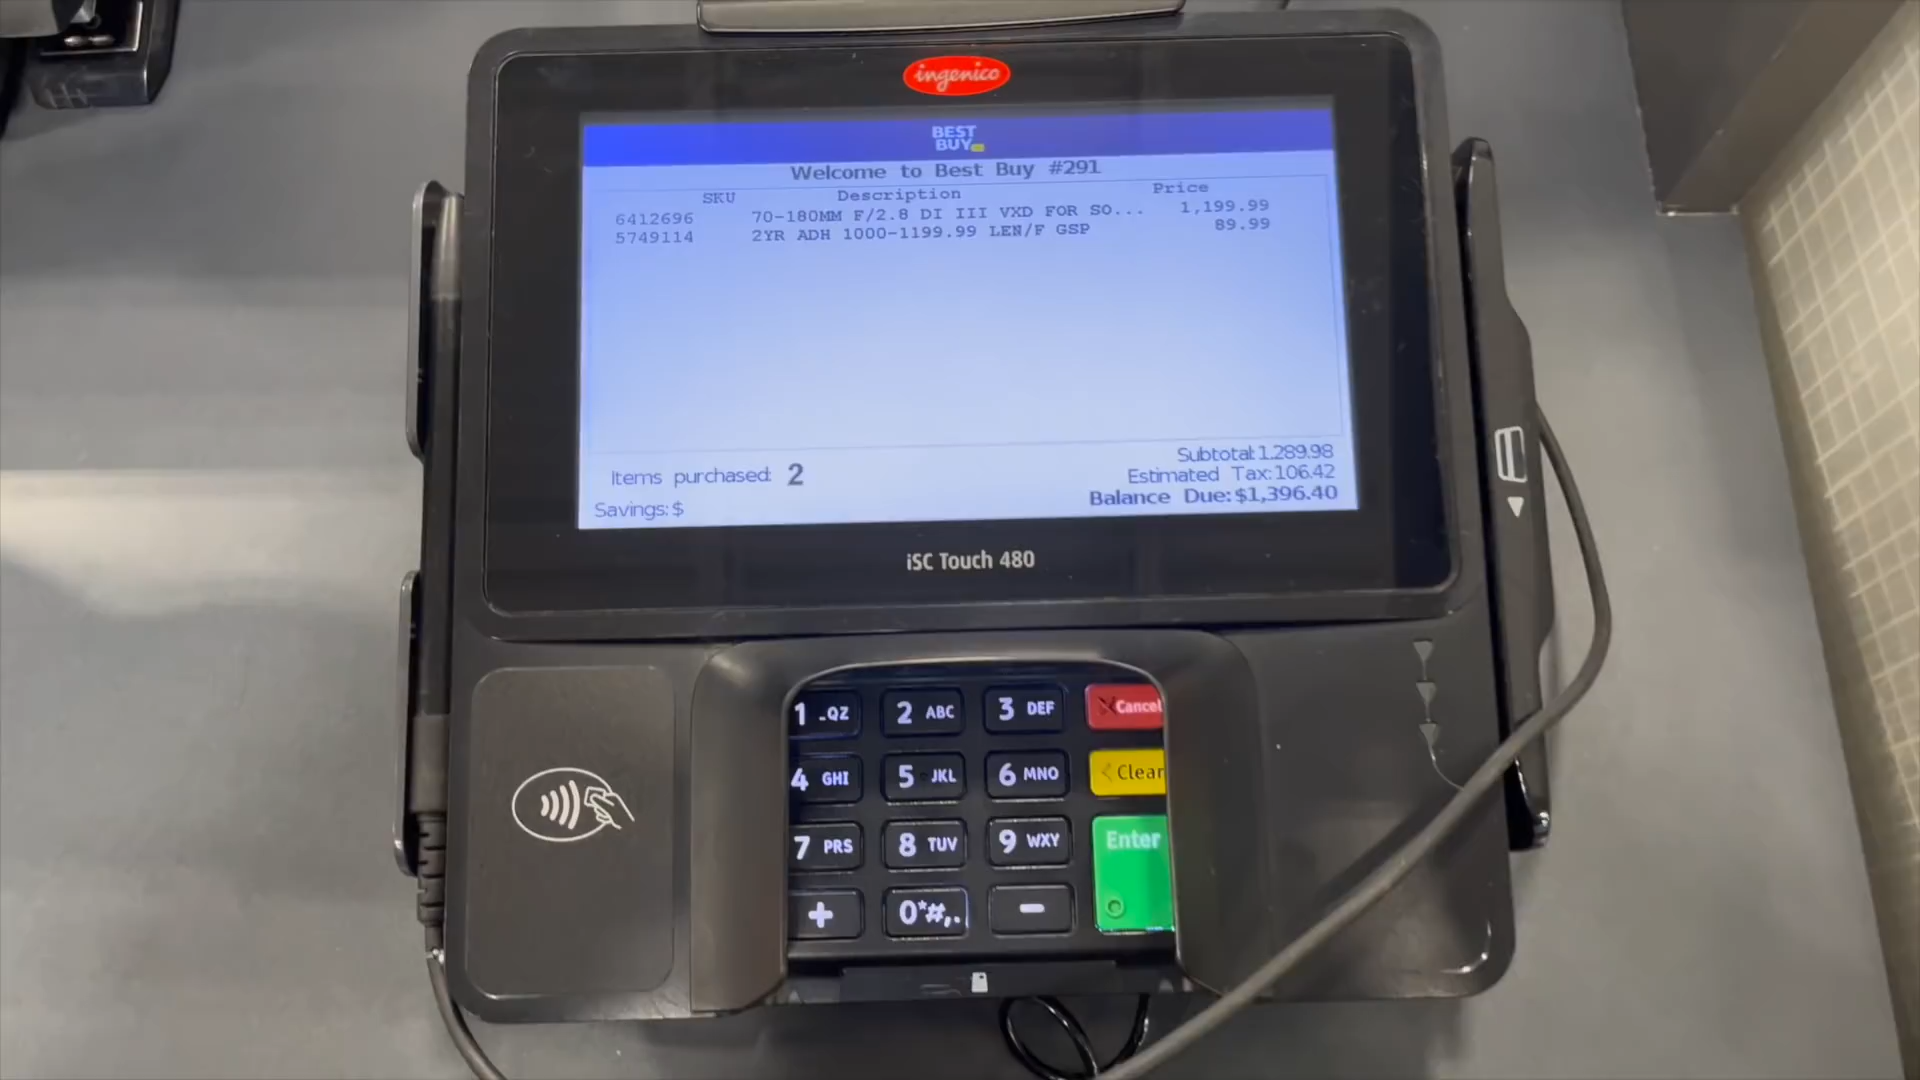 ingenico
BEST
BUY
Welcome to Best Buy #291
SKU Description Price
6412696 70-180MM F/2.8 DI III VXD FOR SO... 1,199.99
5749114 2YR ADH 1000-1199.99 LEN/F GSP 89.99
Subtotal:1.289.98
Items purchased: 2 Estimated Tax:106.42
Savings:$ Balance Due:$1,396.40
iSC Touch 480
1 .QZ 2 ABC 3 DEF Cancel
4 GHI 5 JKL 6 MNO <Clear
7 PRS 8 TUV 9 WXY Enter
+ 0*#,. -